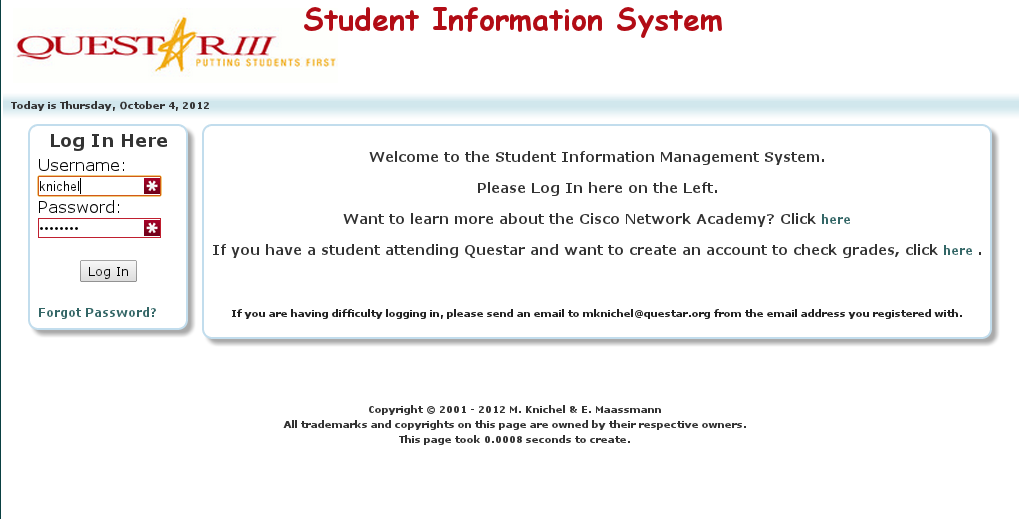 QUESTAR III
PUTTING STUDENTS FIRST
Student Information System
Today is Thursday, October 4, 2012
Log In Here
Username:
knichel
Password:
••••••••
Log In
Forgot Password?
Welcome to the Student Information Management System.
Please Log In here on the Left.
Want to learn more about the Cisco Network Academy? Click here
If you have a student attending Questar and want to create an account to check grades, click here .
If you are having difficulty logging in, please send an email to mknichel@questar.org from the email address you registered with.
Copyright © 2001 - 2012 M. Knichel & E. Maassmann
All trademarks and copyrights on this page are owned by their respective owners.
This page took 0.0008 seconds to create.